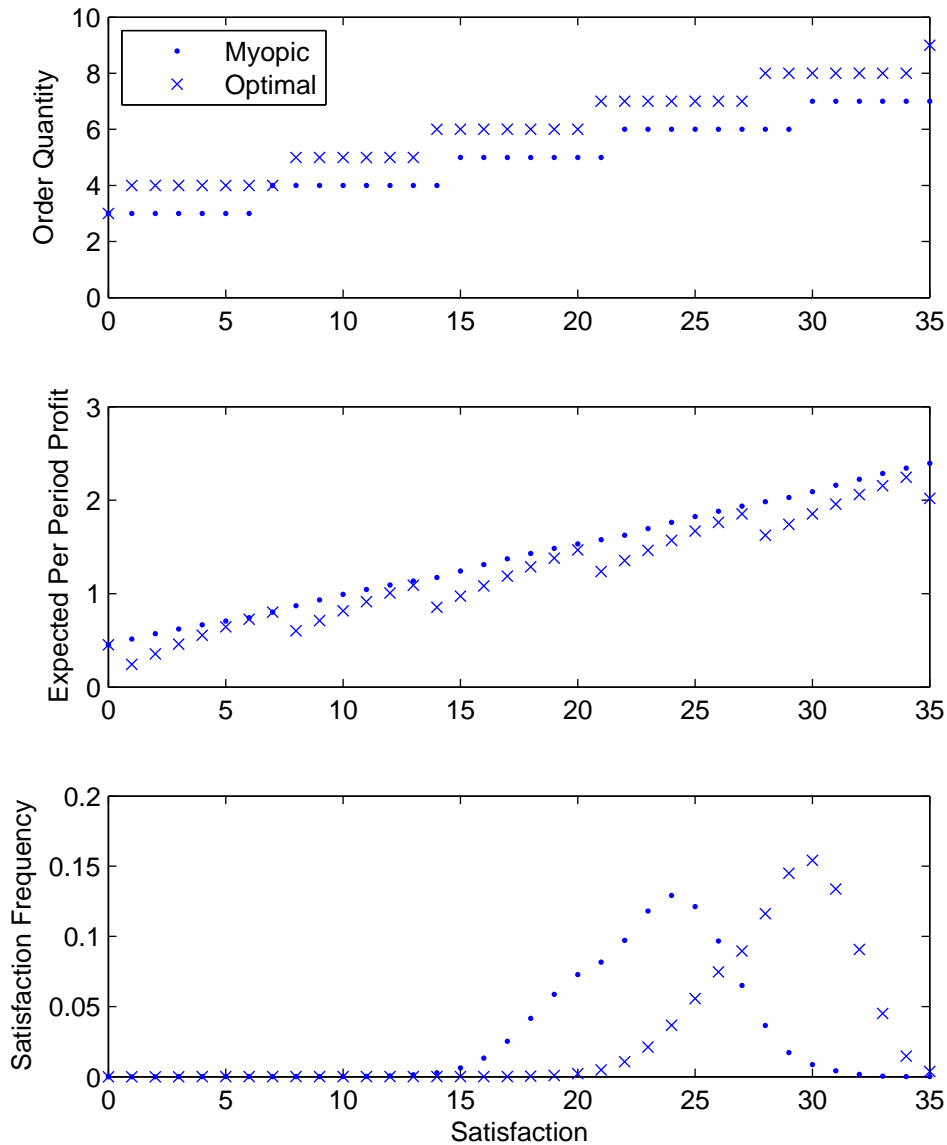 10
8
6
4
2
0
Order Quantity
Myopic
Optimal
0 5 10 15 20 25 30 35
3
2
1
0
Expected Per Period Profit
0 5 10 15 20 25 30 35
0.2
0.15
0.1
0.05
0
Satisfaction Frequency
0 5 10 15 20 25 30 35
Satisfaction